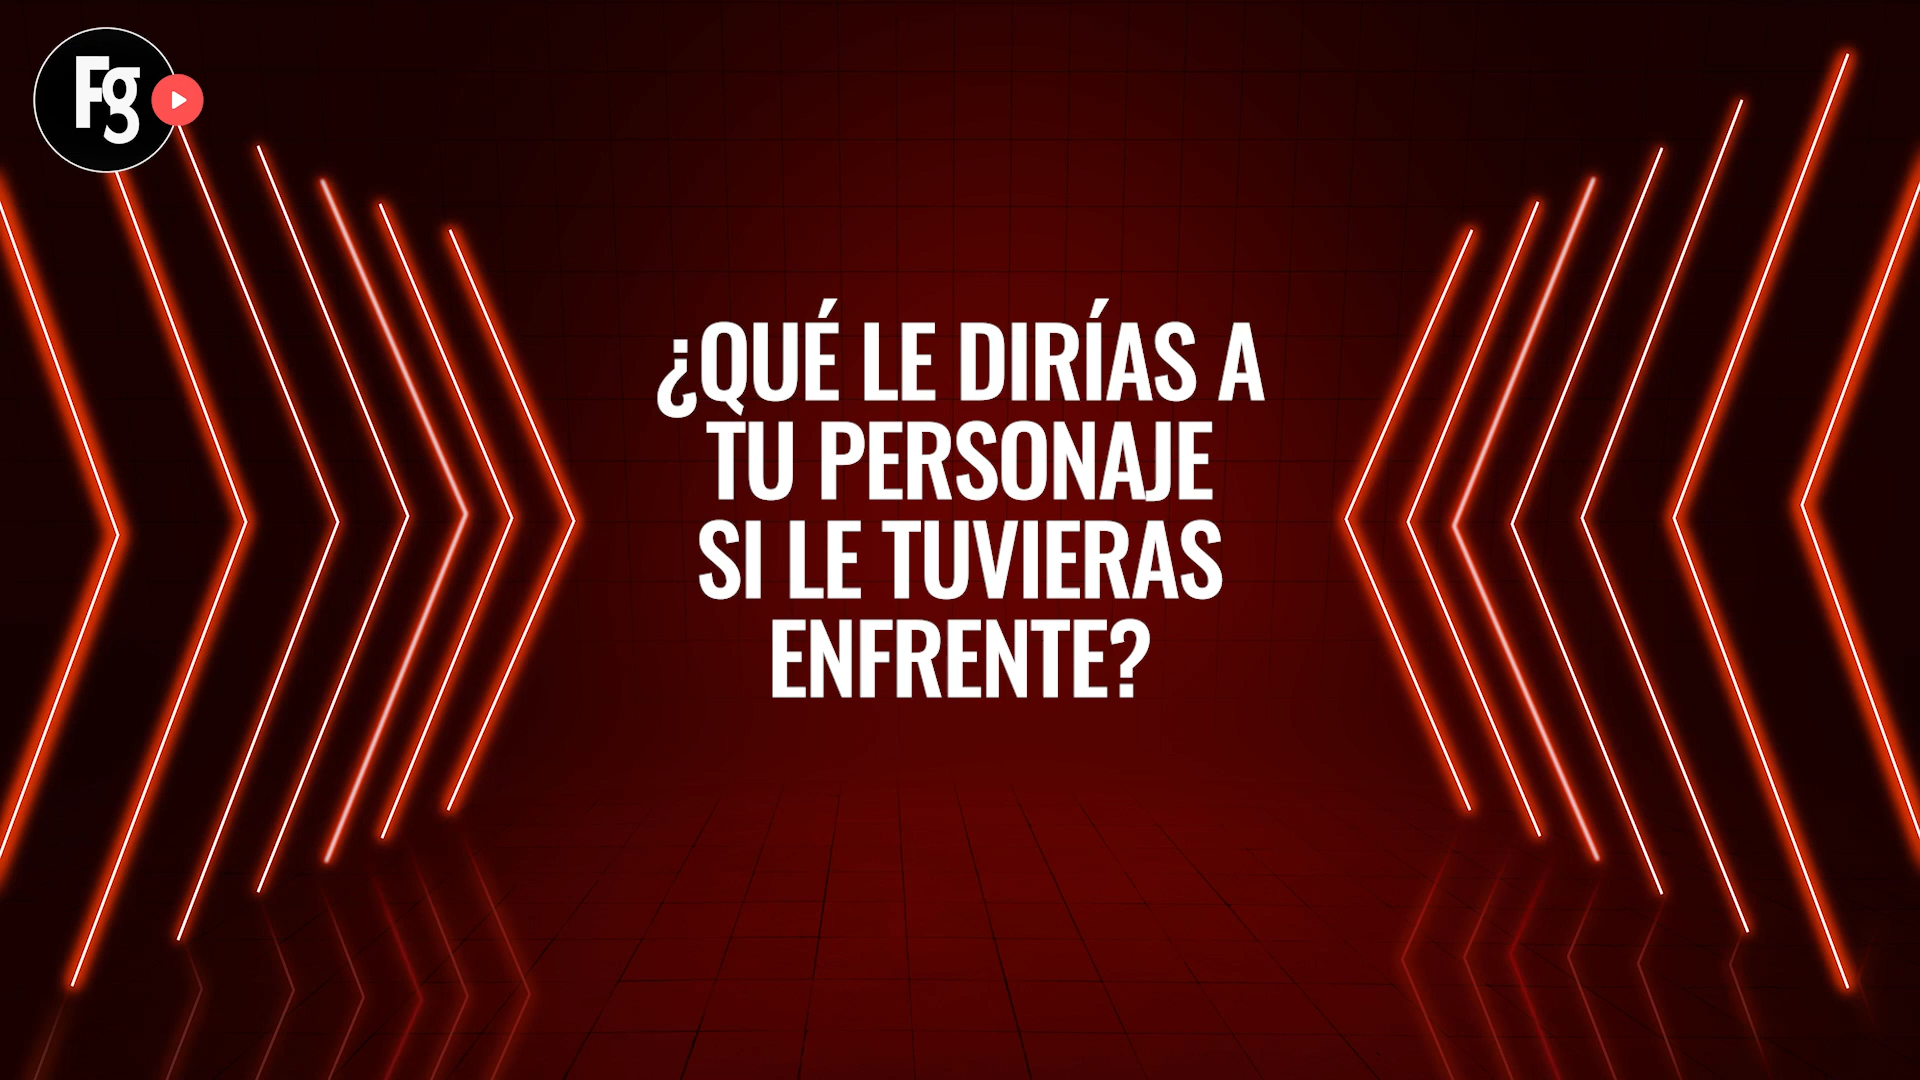 Fg
¿QUÉ LE DIRÍAS A
TU PERSONAJE
SI LE TUVIERAS
ENFRENTE?